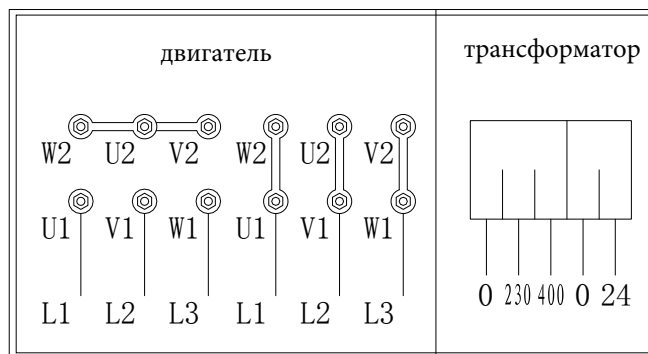 двигатель трансформатор
W2 U2 V2 W2 U2 V2
U1 V1 W1 U1 V1 W1
L1 L2 L3 L1 L2 L3
0 230 400 0 24